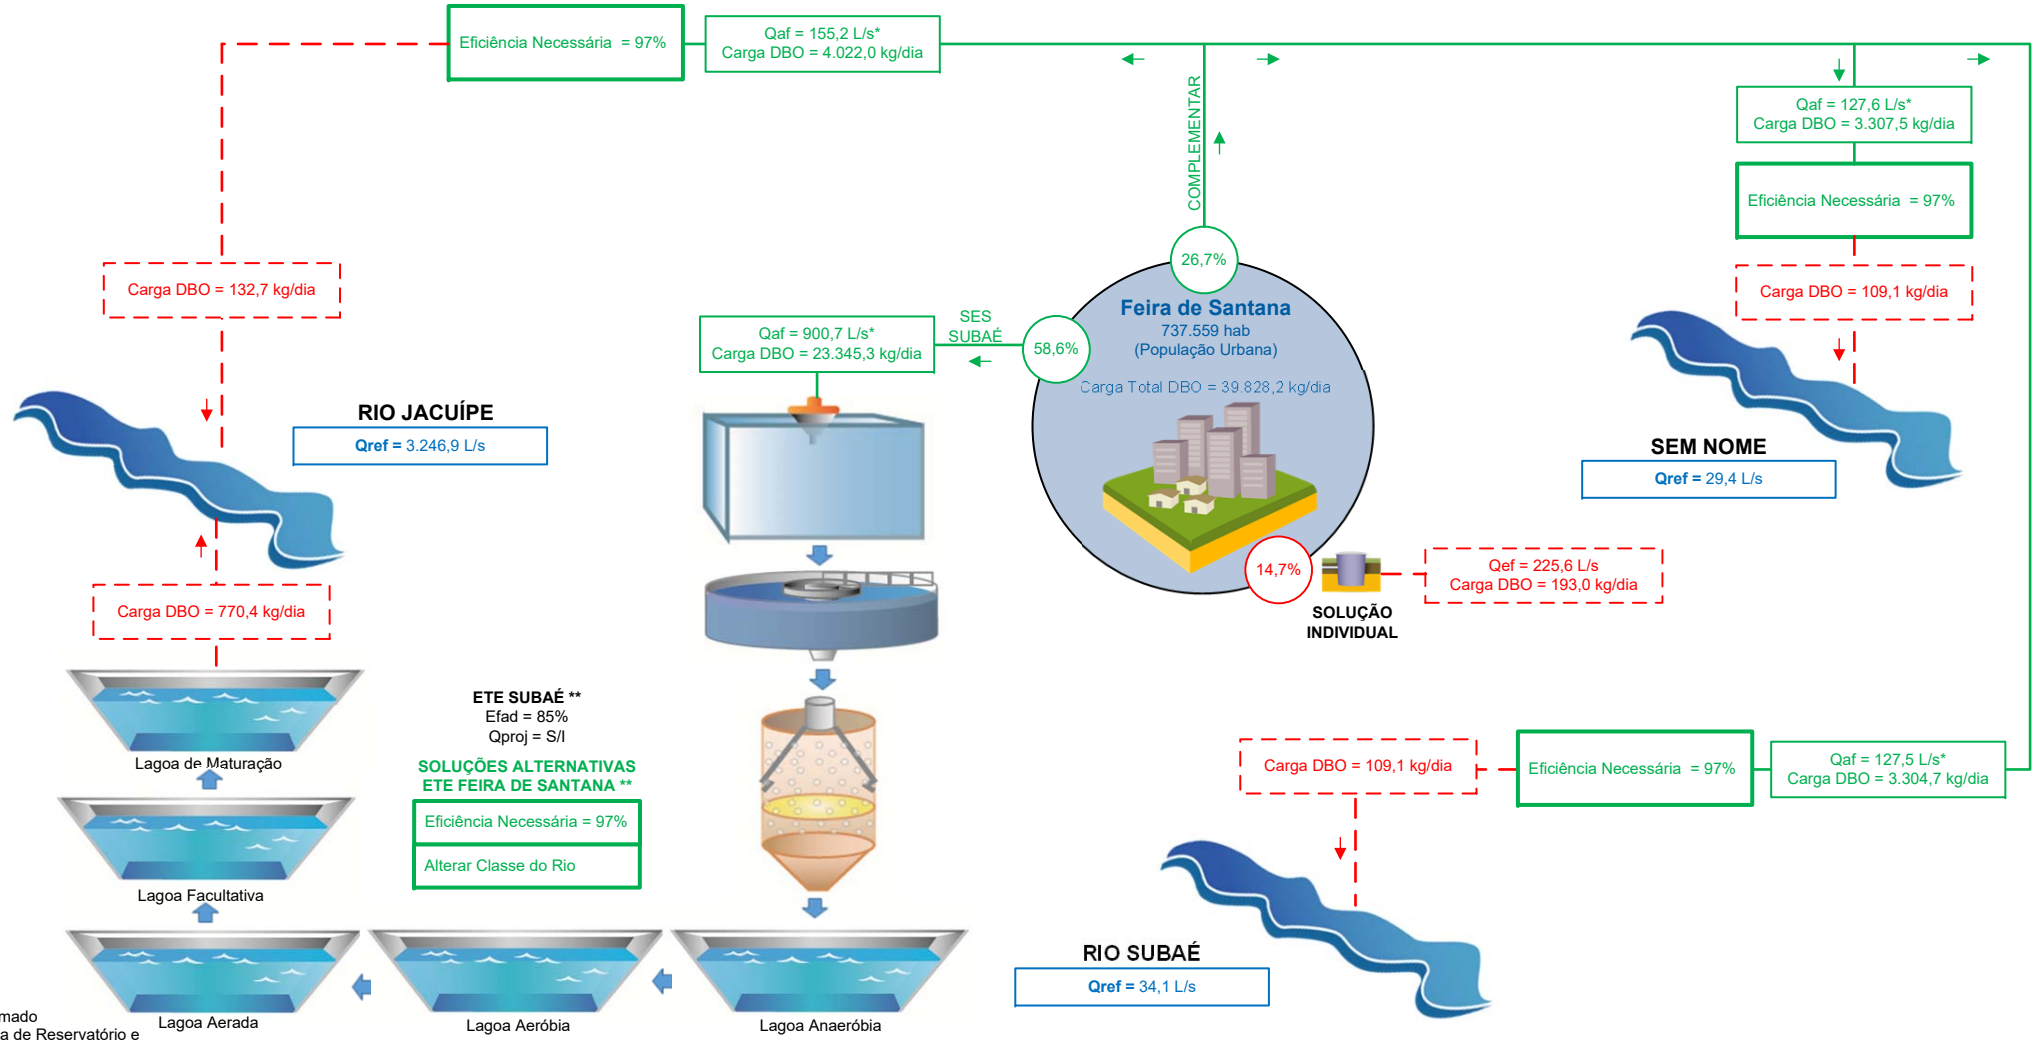 Eficiência Necessária = 97%
Qaf = 155,2 L/s*
Carga DBO = 4.022,0 kg/dia
COMPLEMENTAR
Qaf = 127,6 L/s*
Carga DBO = 3.307,5 kg/dia
Eficiência Necessária = 97%
Carga DBO = 109,1 kg/dia
26,7%
Feira de Santana
737.559 hab
(População Urbana)
Carga Total DBO = 39.828,2 kg/dia
58,6%
SES
SUBAÉ
Qaf = 900,7 L/s*
Carga DBO = 23.345,3 kg/dia
Carga DBO = 132,7 kg/dia
RIO JACUÍPE
Qref = 3.246,9 L/s
SEM NOME
Qref = 29,4 L/s
14,7%
SOLUÇÃO
INDIVIDUAL
Qef = 225,6 L/s
Carga DBO = 193,0 kg/dia
Carga DBO = 770,4 kg/dia
Lagoa de Maturação
ETE SUBAÉ **
Efad = 85%
Qproj = S/I
SOLUÇÕES ALTERNATIVAS
ETE FEIRA DE SANTANA **
Eficiência Necessária = 97%
Alterar Classe do Rio
Carga DBO = 109,1 kg/dia
Eficiência Necessária = 97%
Qaf = 127,5 L/s*
Carga DBO = 3.304,7 kg/dia
Lagoa Facultativa
RIO SUBAÉ
Qref = 34,1 L/s
Lagoa Aerada
Lagoa Aeróbia
Lagoa Anaeróbia
mado
a de Reservatório e